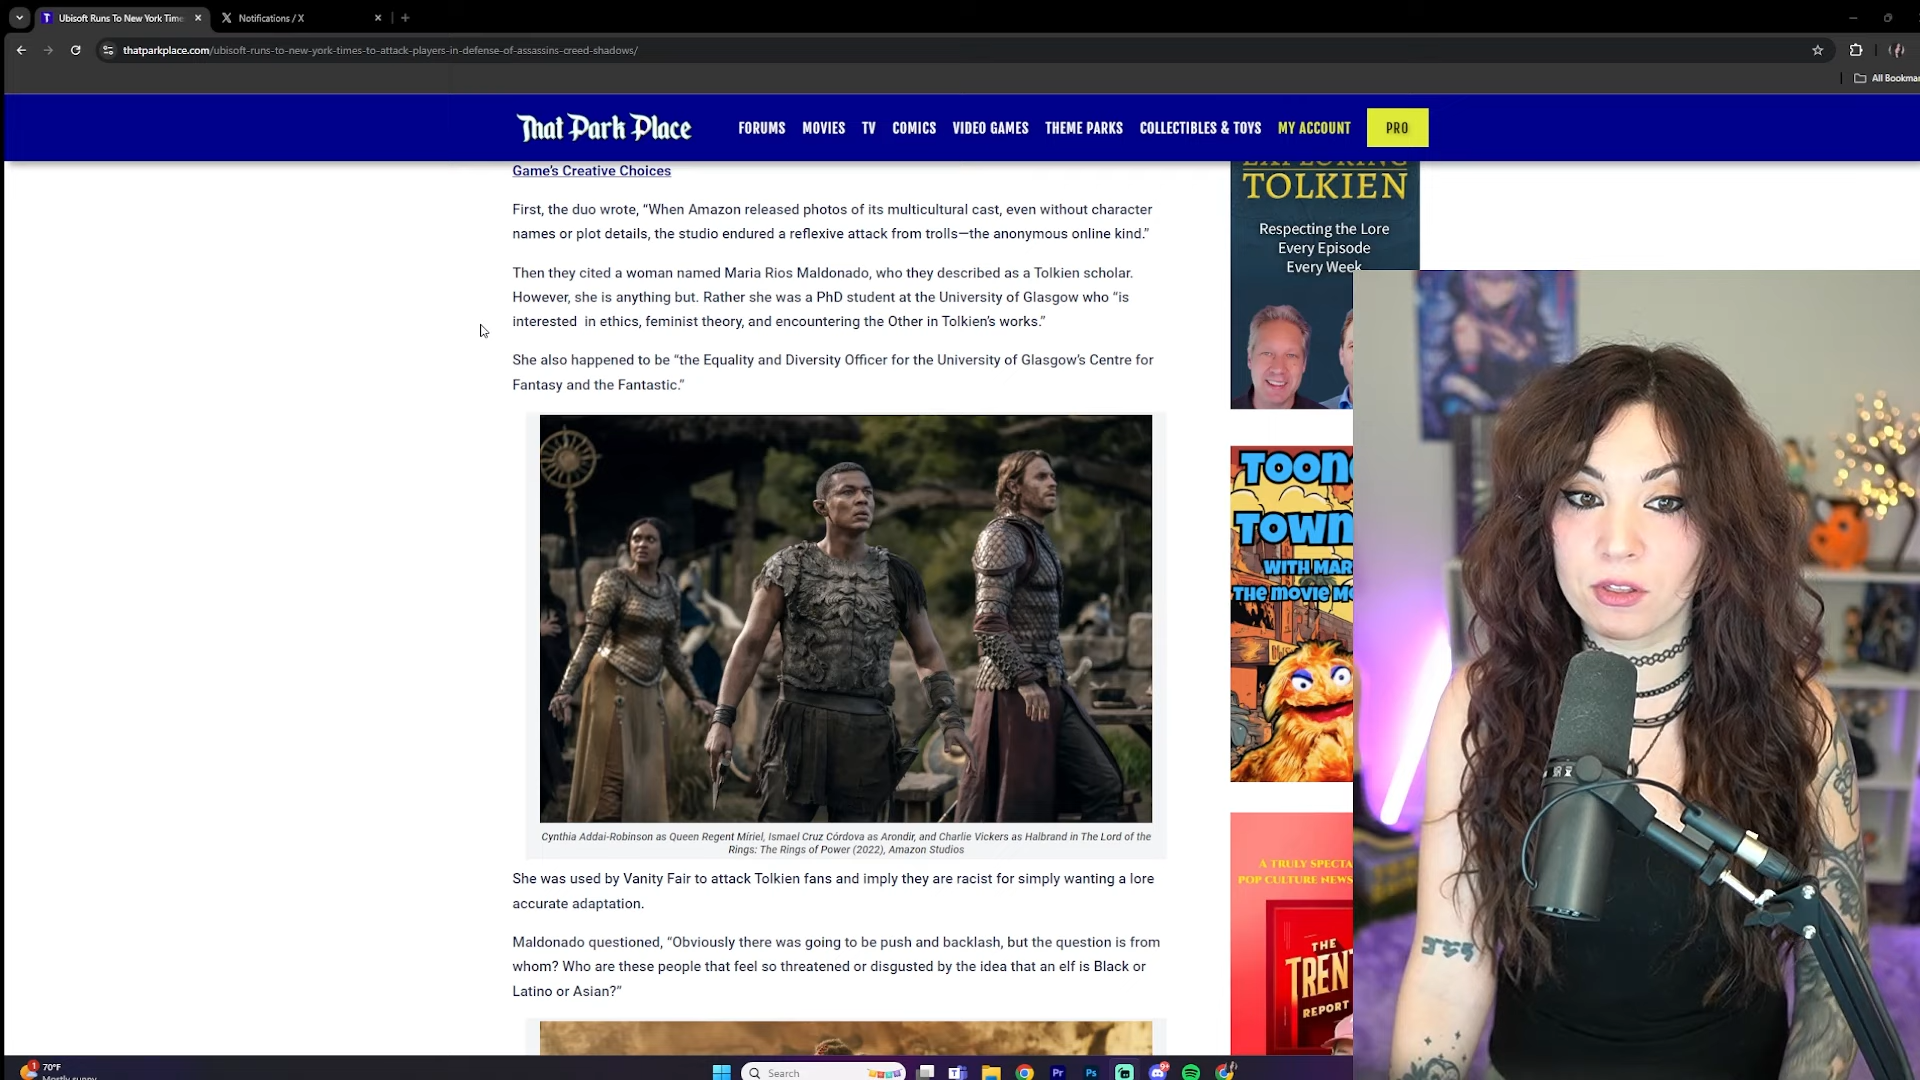 Ubisoft Runs To New York Time
Notifications / X
thatparkplace.com/ubisoft-runs-to-new-york-times-to-attack-players-in-defense-of-assassins-creed-shadows/
All Bookmar
That Park Place
FORUMS MOVIES TV COMICS VIDEO GAMES THEME PARKS COLLECTIBLES & TOYS MY ACCOUNT PRO
Game's Creative Choices
First, the duo wrote, “When Amazon released photos of its multicultural cast, even without character
names or plot details, the studio endured a reflexive attack from trolls—the anonymous online kind.”
Then they cited a woman named Maria Rios Maldonado, who they described as a Tolkien scholar.
However, she is anything but. Rather she was a PhD student at the University of Glasgow who “is
interested in ethics, feminist theory, and encountering the Other in Tolkien’s works.”
She also happened to be “the Equality and Diversity Officer for the University of Glasgow’s Centre for
Fantasy and the Fantastic.”
Cynthia Addai-Robinson as Queen Regent Míriel, Ismael Cruz Córdova as Arondir, and Charlie Vickers as Halbrand in The Lord of the
Rings: The Rings of Power (2022), Amazon Studios
She was used by Vanity Fair to attack Tolkien fans and imply they are racist for simply wanting a lore
accurate adaptation.
Maldonado questioned, “Obviously there was going to be push and backlash, but the question is from
whom? Who are these people that feel so threatened or disgusted by the idea that an elf is Black or
Latino or Asian?”
EXPLORING
TOLKIEN
Respecting the Lore
Every Episode
Every Week
TOON
TOWN
WITH MAR
THE MOVIE
A TRULY SPECTA
POP CULTURE NEWS
THE
TREN
REPORT
1
70°F
Mostly sunny
Search